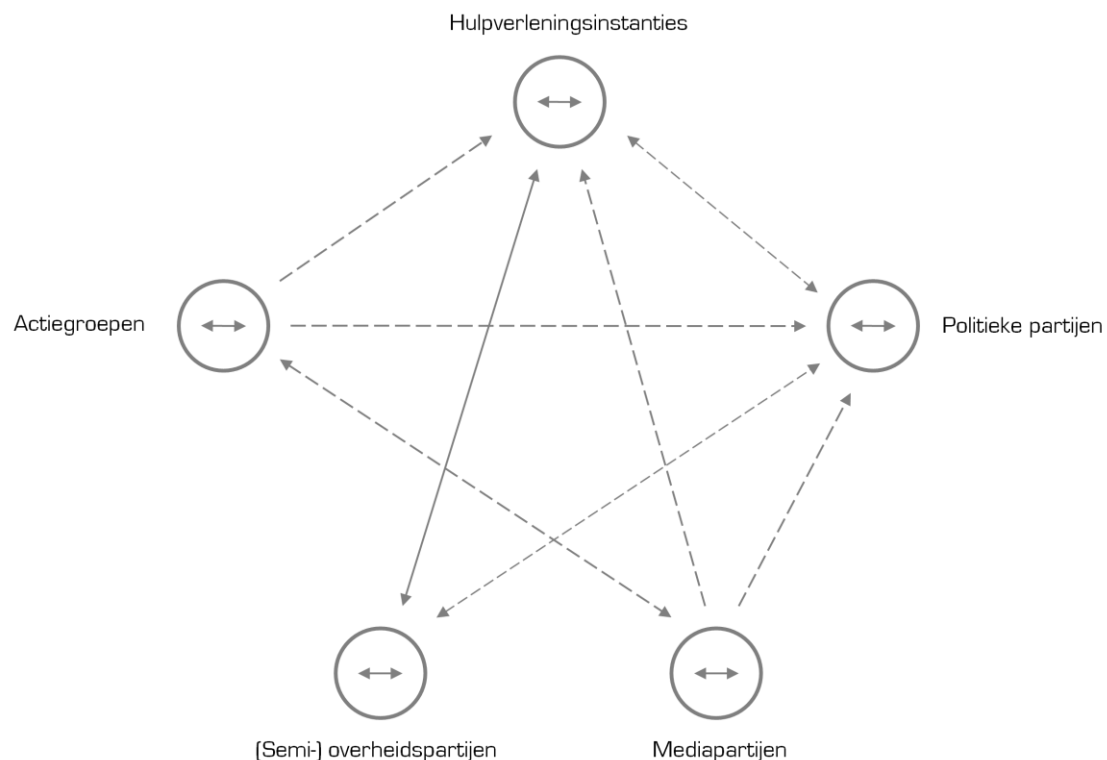 Hulpverleningsinstanties
Actiegroepen
Politieke partijen
(Semi-) overheidspartijen
Mediapartijen